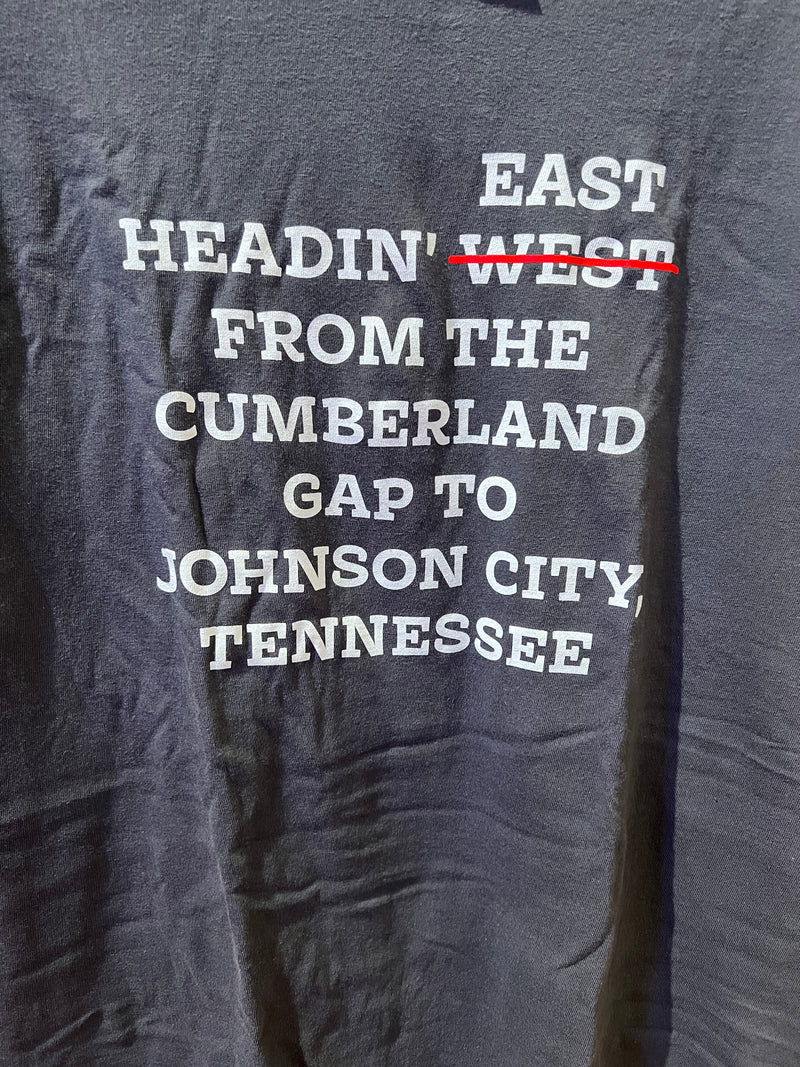 EAST
HEADIN' WEST
FROM THE
CUMBERLAND
GAP TO
JOHNSON CITY,
TENNESSEE